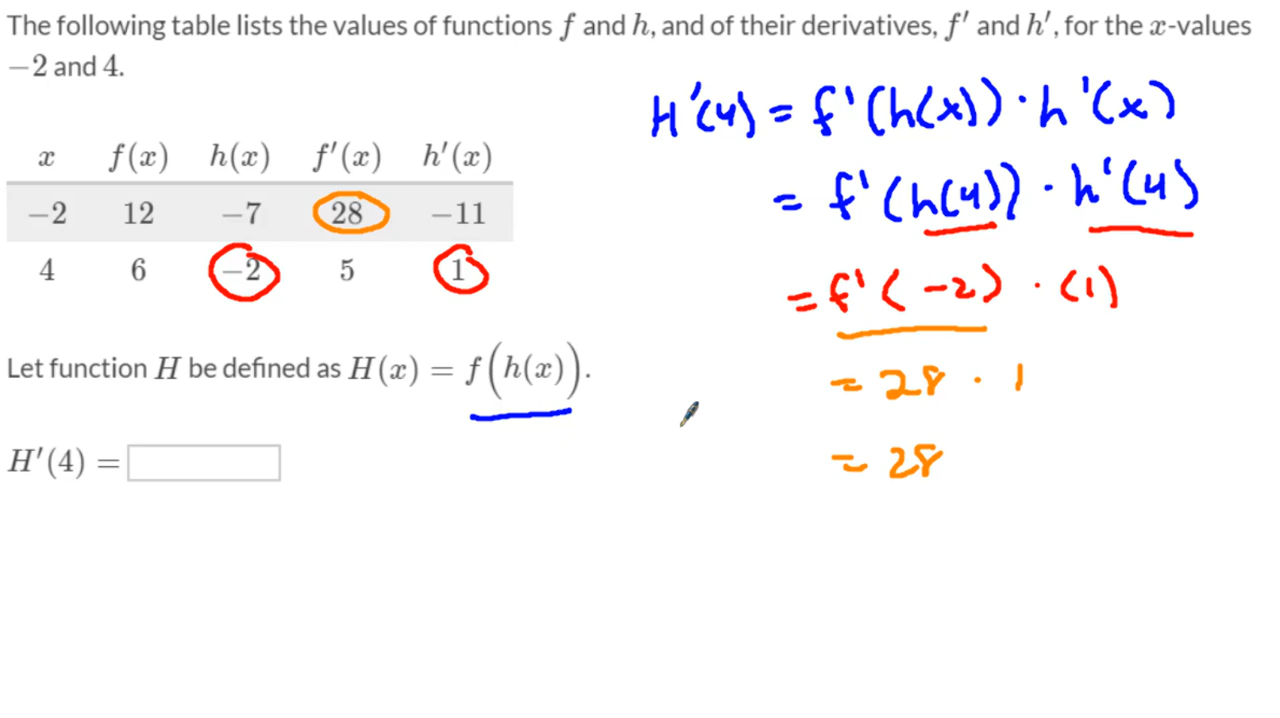 The following table lists the values of functions f and h, and of their derivatives, f′ and h′, for the x-values
−2 and 4.
x f(x) h(x) f′(x) h′(x)
−2 12 −7 28 −11
4 6 −2 5 1
Let function H be defined as H(x) = f(h(x)).
H′(4) =
H'(4) = f'(h(x)) · h'(x)
= f'(h(4)) · h'(4)
= f'(-2) · (1)
= 28 · 1
= 28